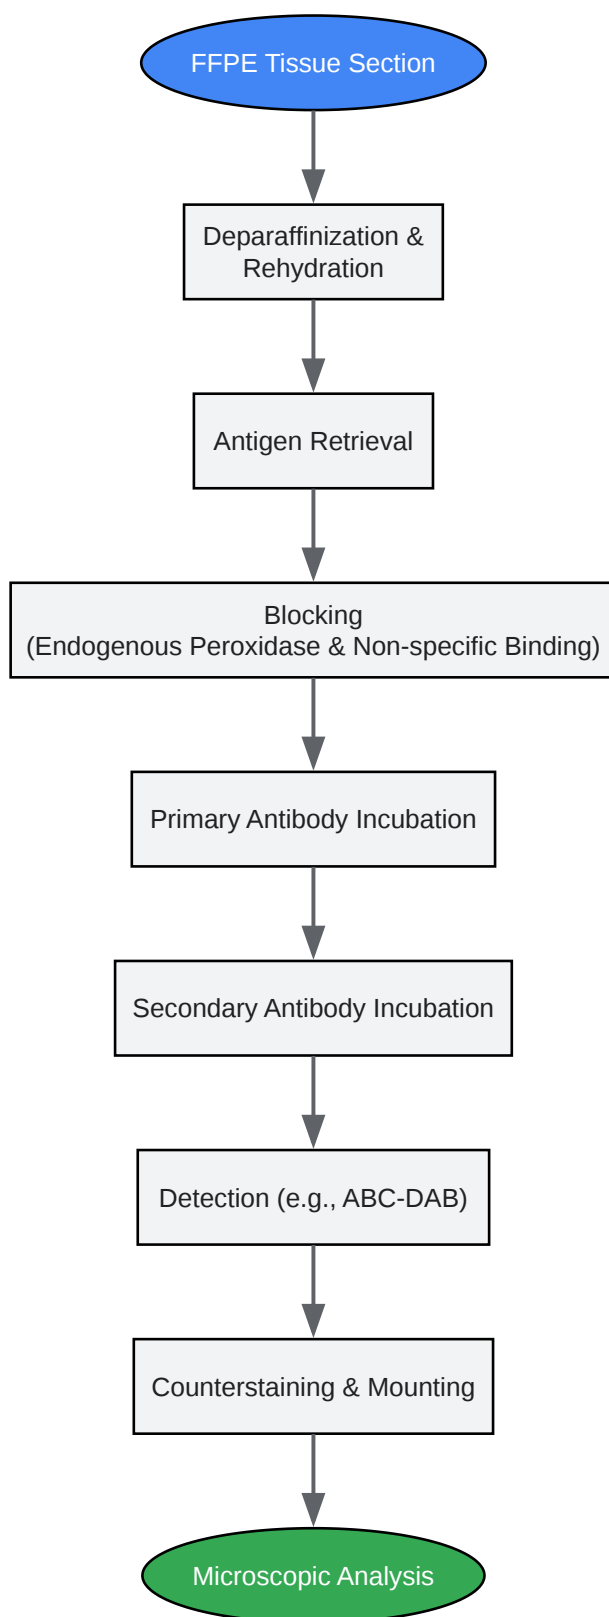 FFPE Tissue Section
Deparaffinization &
Rehydration
Antigen Retrieval
Blocking
(Endogenous Peroxidase & Non-specific Binding)
Primary Antibody Incubation
Secondary Antibody Incubation
Detection (e.g., ABC-DAB)
Counterstaining & Mounting
Microscopic Analysis